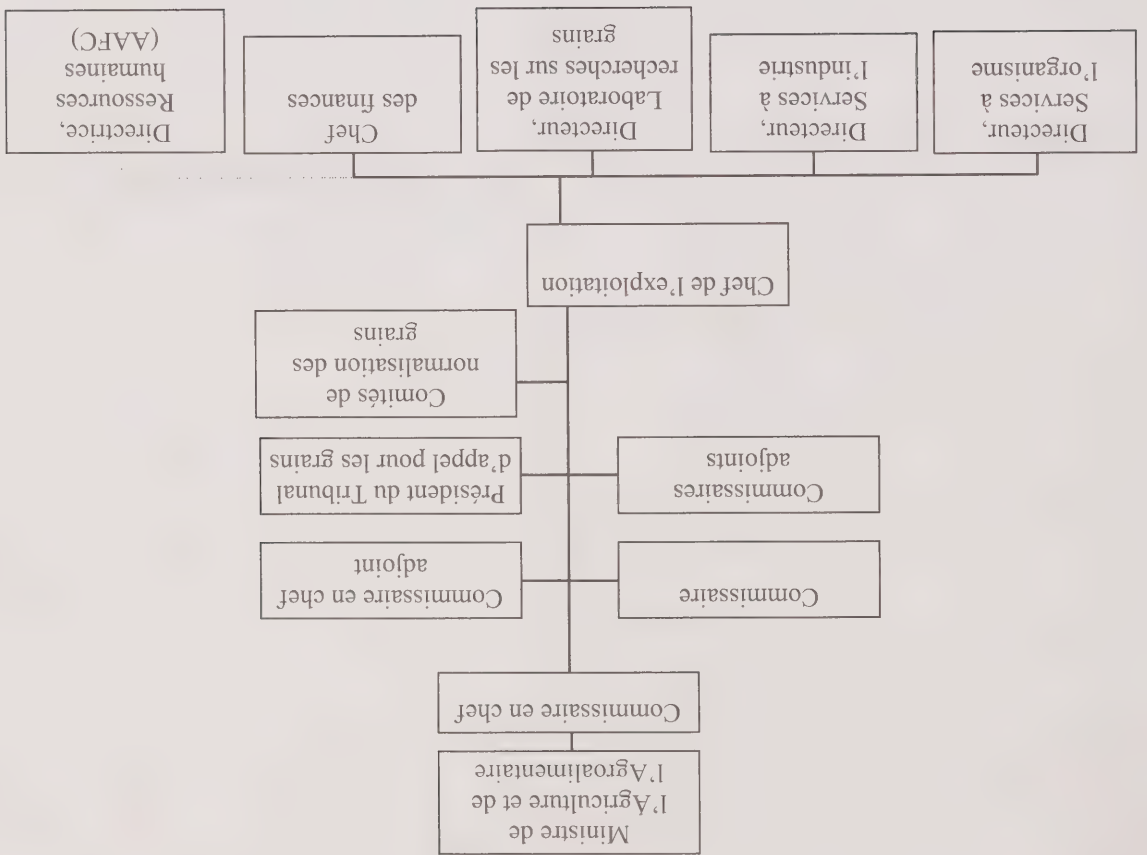 Ministre de
l'Agriculture et de
l'Agroalimentaire
Commissaire en chef
Commissaire
Commissaire en chef
adjoint
Commissaires
adjoints
Président du Tribunal
d'appel pour les grains
Comités de
normalisation des
grains
Chef de l'exploitation
Directeur,
Services à
l'organisme
Directeur,
Services à
l'industrie
Directeur,
Laboratoire de
recherches sur les
grains
Chef
des finances
Directrice,
Ressources
humaines
(AAFC)